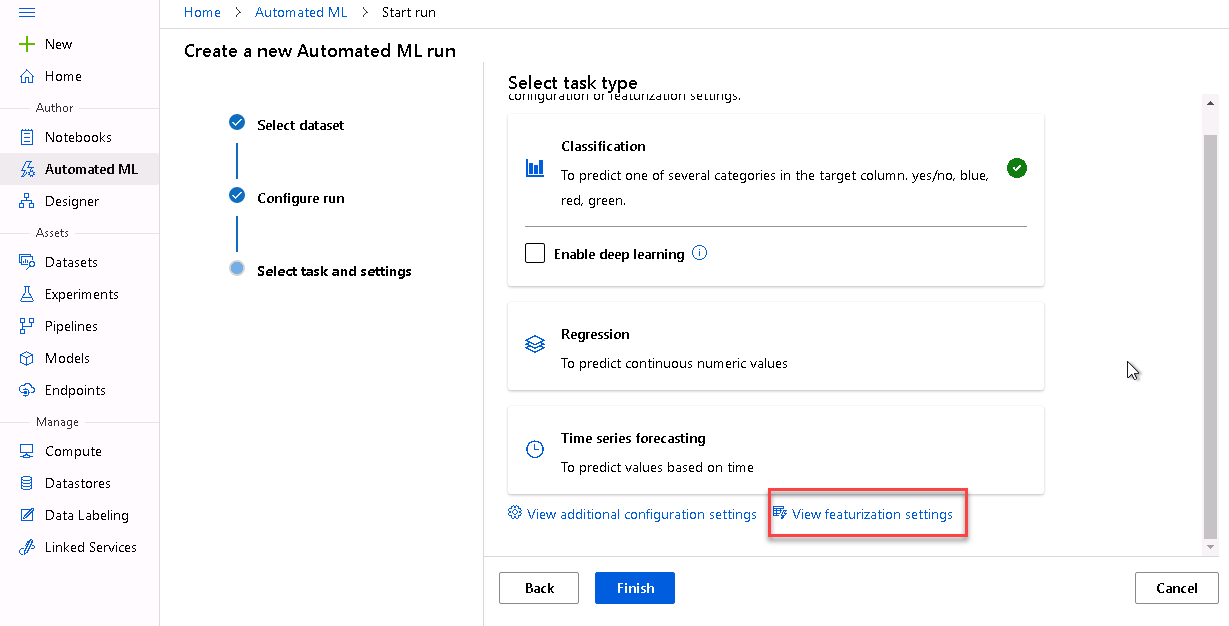 Home > Automated ML > Start run
New
Home
Author
Notebooks
Automated ML
Designer
Assets
Datasets
Experiments
Pipelines
Models
Endpoints
Manage
Compute
Datastores
Data Labeling
Linked Services
Create a new Automated ML run
Select dataset
Configure run
Select task and settings
Select task type
configuration or featurization settings.
Classification
To predict one of several categories in the target column. yes/no, blue,
red, green.
Enable deep learning
Regression
To predict continuous numeric values
Time series forecasting
To predict values based on time
View additional configuration settings View featurization settings
Back Finish Cancel